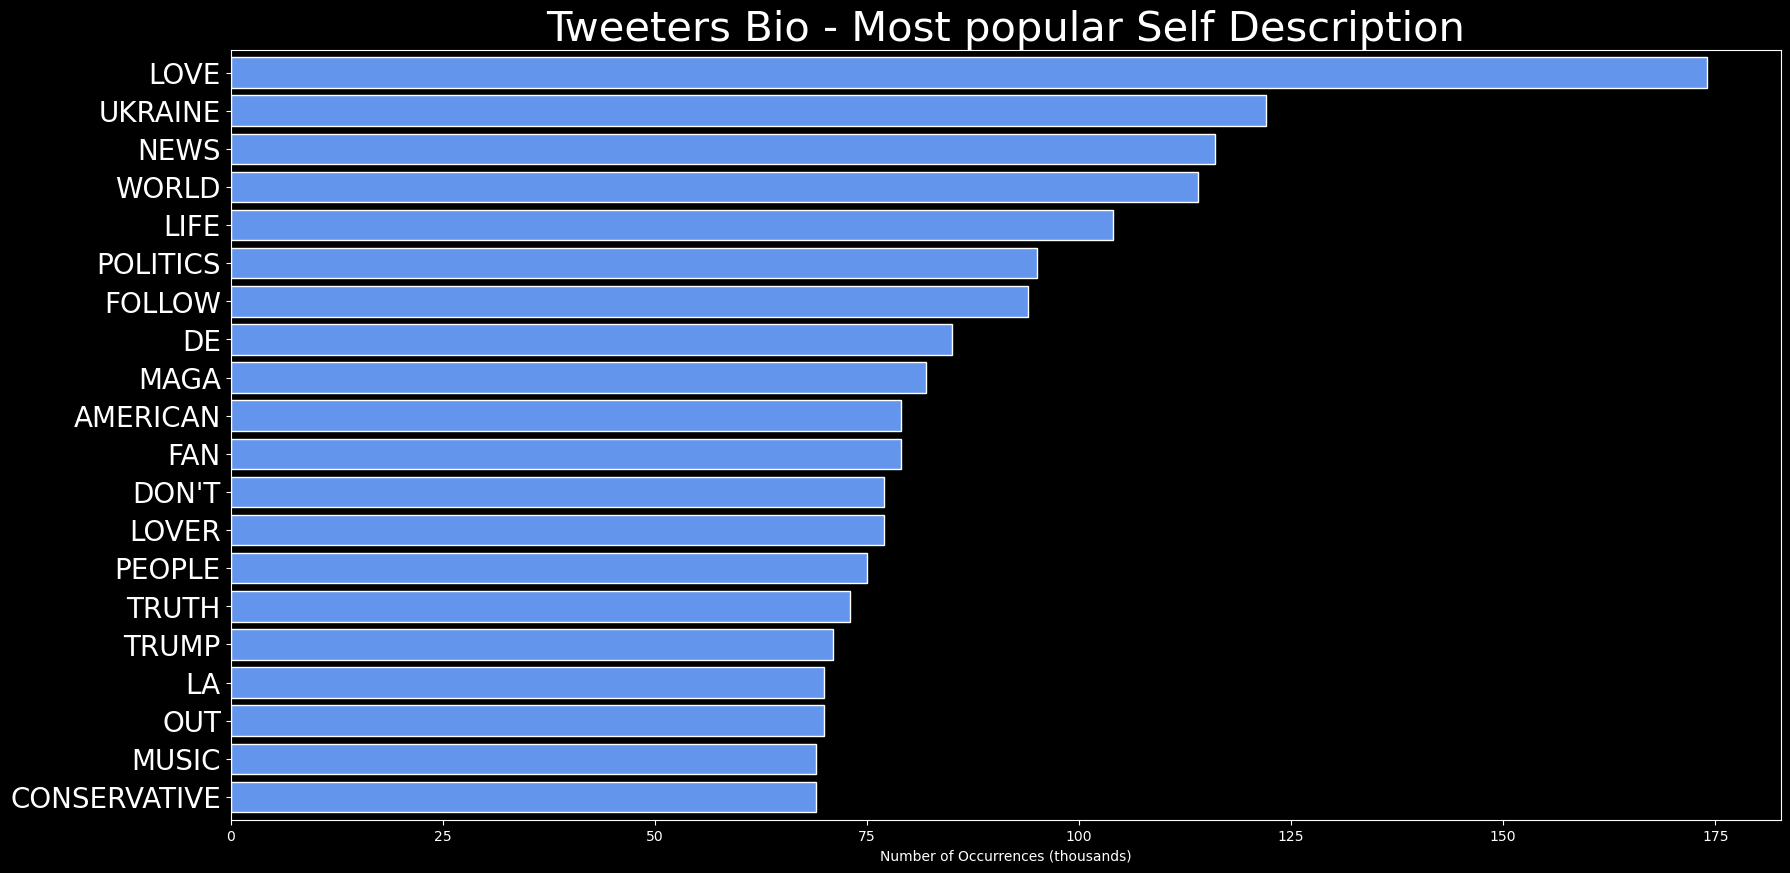 Tweeters Bio - Most popular Self Description
LOVE
UKRAINE
NEWS
WORLD
LIFE
POLITICS
FOLLOW
DE
MAGA
AMERICAN
FAN
DON'T
LOVER
PEOPLE
TRUTH
TRUMP
LA
OUT
MUSIC
CONSERVATIVE
0 25 50 75 100 125 150 175
Number of Occurrences (thousands)